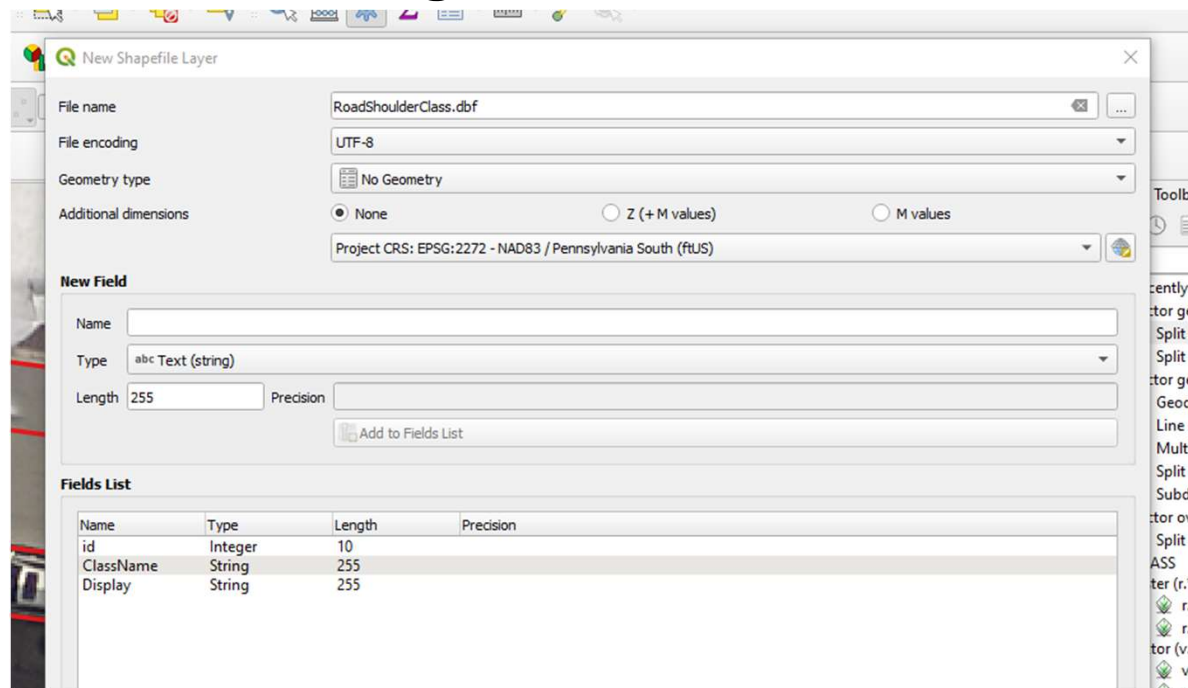 New Shapefile Layer
File name RoadShoulderClass.dbf ...
File encoding UTF-8
Geometry type No Geometry
Additional dimensions None Z (+ M values) M values
Project CRS: EPSG:2272 - NAD83 / Pennsylvania South (ftUS)
New Field
Name
Type abc Text (string)
Length 255 Precision
Add to Fields List
Fields List
Name Type Length Precision
id Integer 10
ClassName String 255
Display String 255
Toolb
cently
ctor ge
Split
Split
ctor ge
Geoc
Line
Mult
Split
Subd
ctor ov
Split
ASS
ter (r.
r.
r.
tor (v.
v